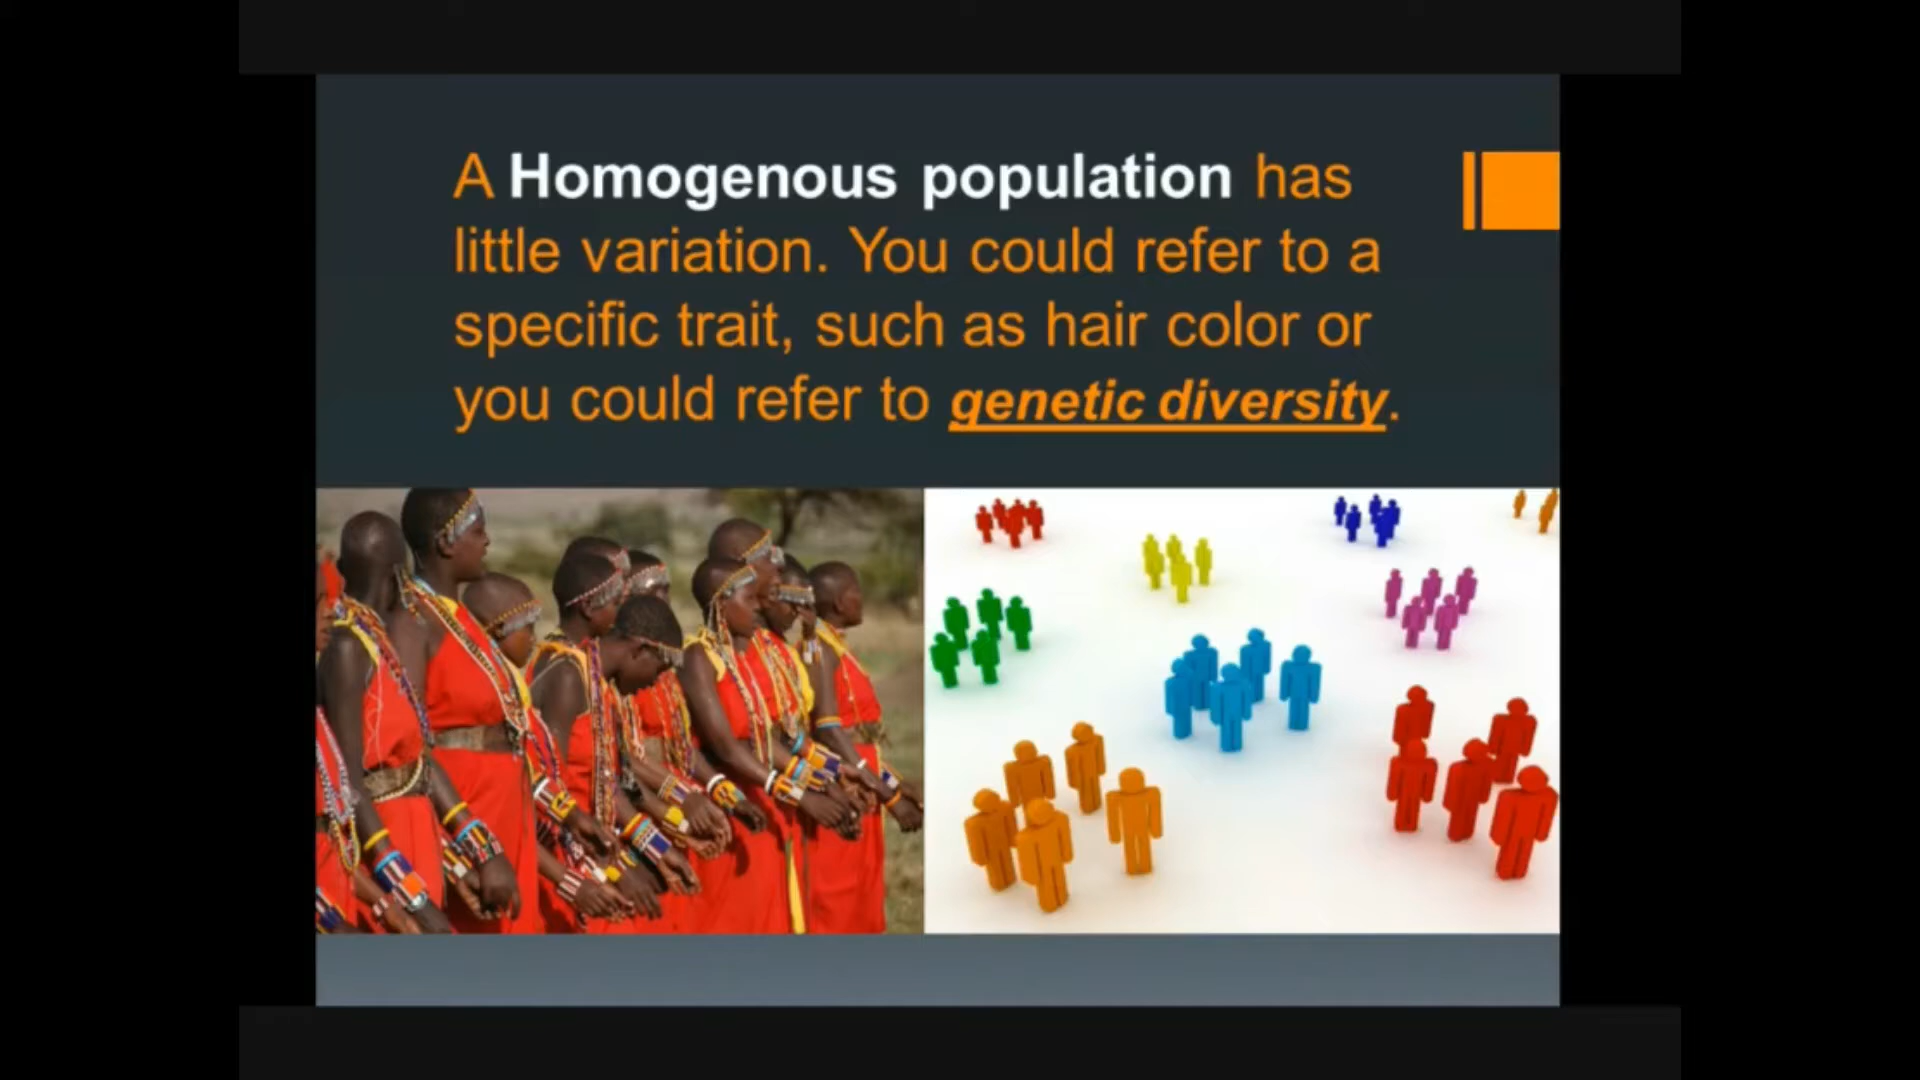 A Homogenous population has
little variation. You could refer to a
specific trait, such as hair color or
you could refer to genetic diversity.